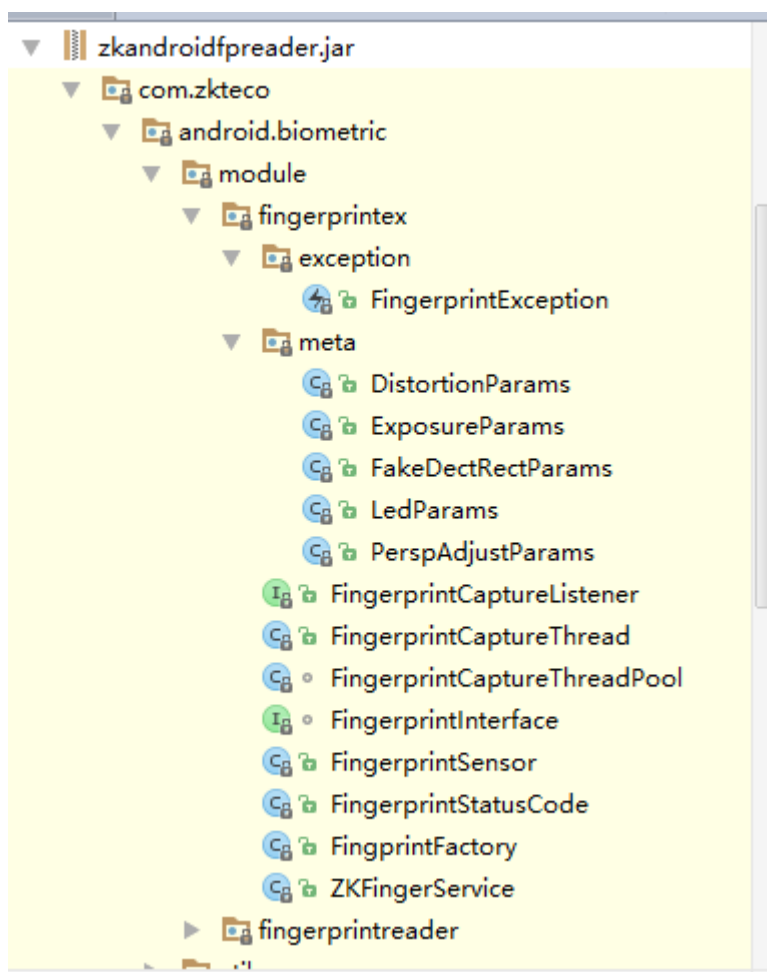 zkandroidfpreader.jar
com.zkteco
android.biometric
module
fingerprintex
exception
FingerprintException
meta
DistortionParams
ExposureParams
FakeDectRectParams
LedParams
PerspAdjustParams
FingerprintCaptureListener
FingerprintCaptureThread
FingerprintCaptureThreadPool
FingerprintInterface
FingerprintSensor
FingerprintStatusCode
FingprintFactory
ZKFingerService
fingerprintreader